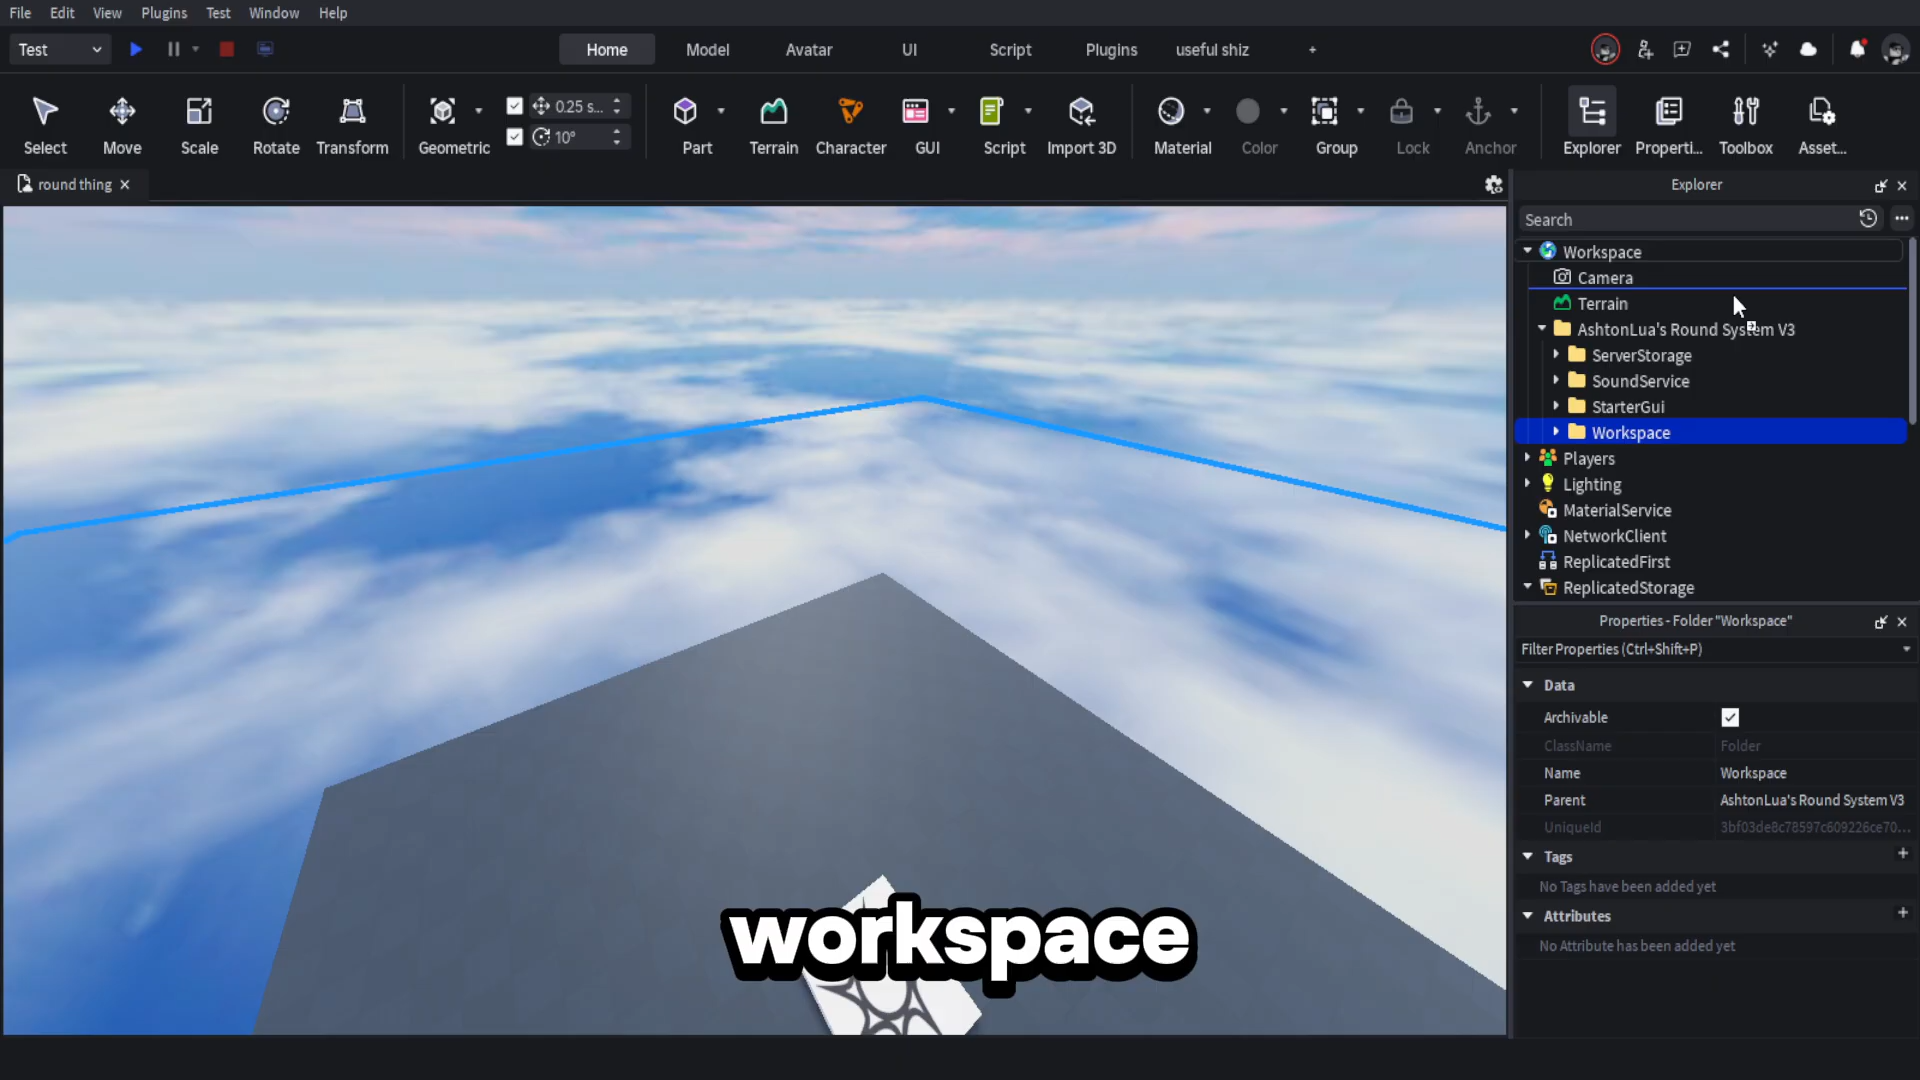 File Edit View Plugins Test Window Help
Test Home Model Avatar UI Script Plugins useful shiz +
0.25 s...
10°
Select Move Scale Rotate Transform Geometric Part Terrain Character GUI Script Import 3D Material Color Group Lock Anchor Explorer Properti... Toolbox Asset...
round thing
Explorer
Search
Workspace
Camera
Terrain
AshtonLua's Round System V3
ServerStorage
SoundService
StarterGui
Workspace
Players
Lighting
MaterialService
NetworkClient
ReplicatedFirst
ReplicatedStorage
Properties - Folder "Workspace"
Filter Properties (Ctrl+Shift+P)
Data
Archivable
ClassName Folder
Name Workspace
Parent AshtonLua's Round System V3
UniqueId 3bf03de8c78597c609226ce70...
Tags +
No Tags have been added yet
Attributes +
No Attribute has been added yet
workspace